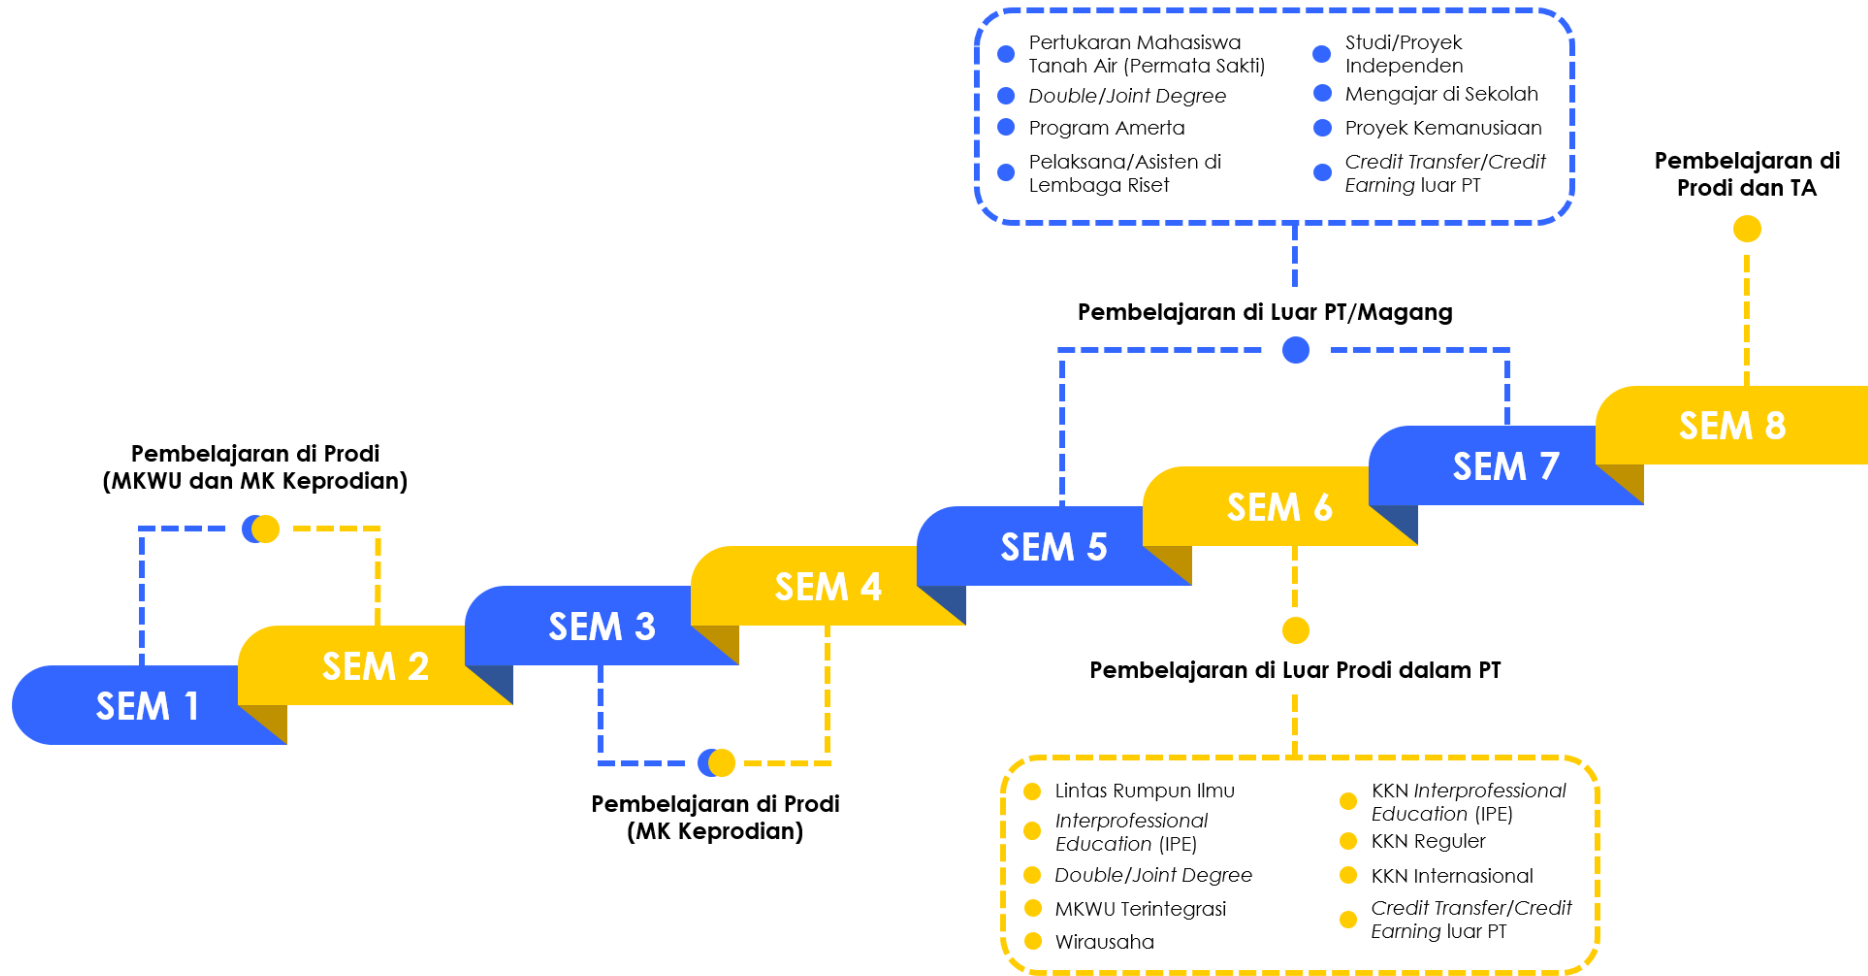 Pertukaran Mahasiswa
Tanah Air (Permata Sakti)
Double/Joint Degree
Program Amerta
Pelaksana/Asisten di
Lembaga Riset
Studi/Proyek
Independen
Mengajar di Sekolah
Proyek Kemanusiaan
Credit Transfer/Credit
Earning luar PT
Pembelajaran di
Prodi dan TA
Pembelajaran di Luar PT/Magang
Pembelajaran di Prodi
(MKWU dan MK Keprodian)
SEM 1
SEM 2
SEM 3
SEM 4
SEM 5
SEM 6
SEM 7
SEM 8
Pembelajaran di Prodi
(MK Keprodian)
Pembelajaran di Luar Prodi dalam PT
Lintas Rumpun Ilmu
Interprofessional
Education (IPE)
Double/Joint Degree
MKWU Terintegrasi
Wirausaha
KKN Interprofessional
Education (IPE)
KKN Reguler
KKN Internasional
Credit Transfer/Credit
Earning luar PT